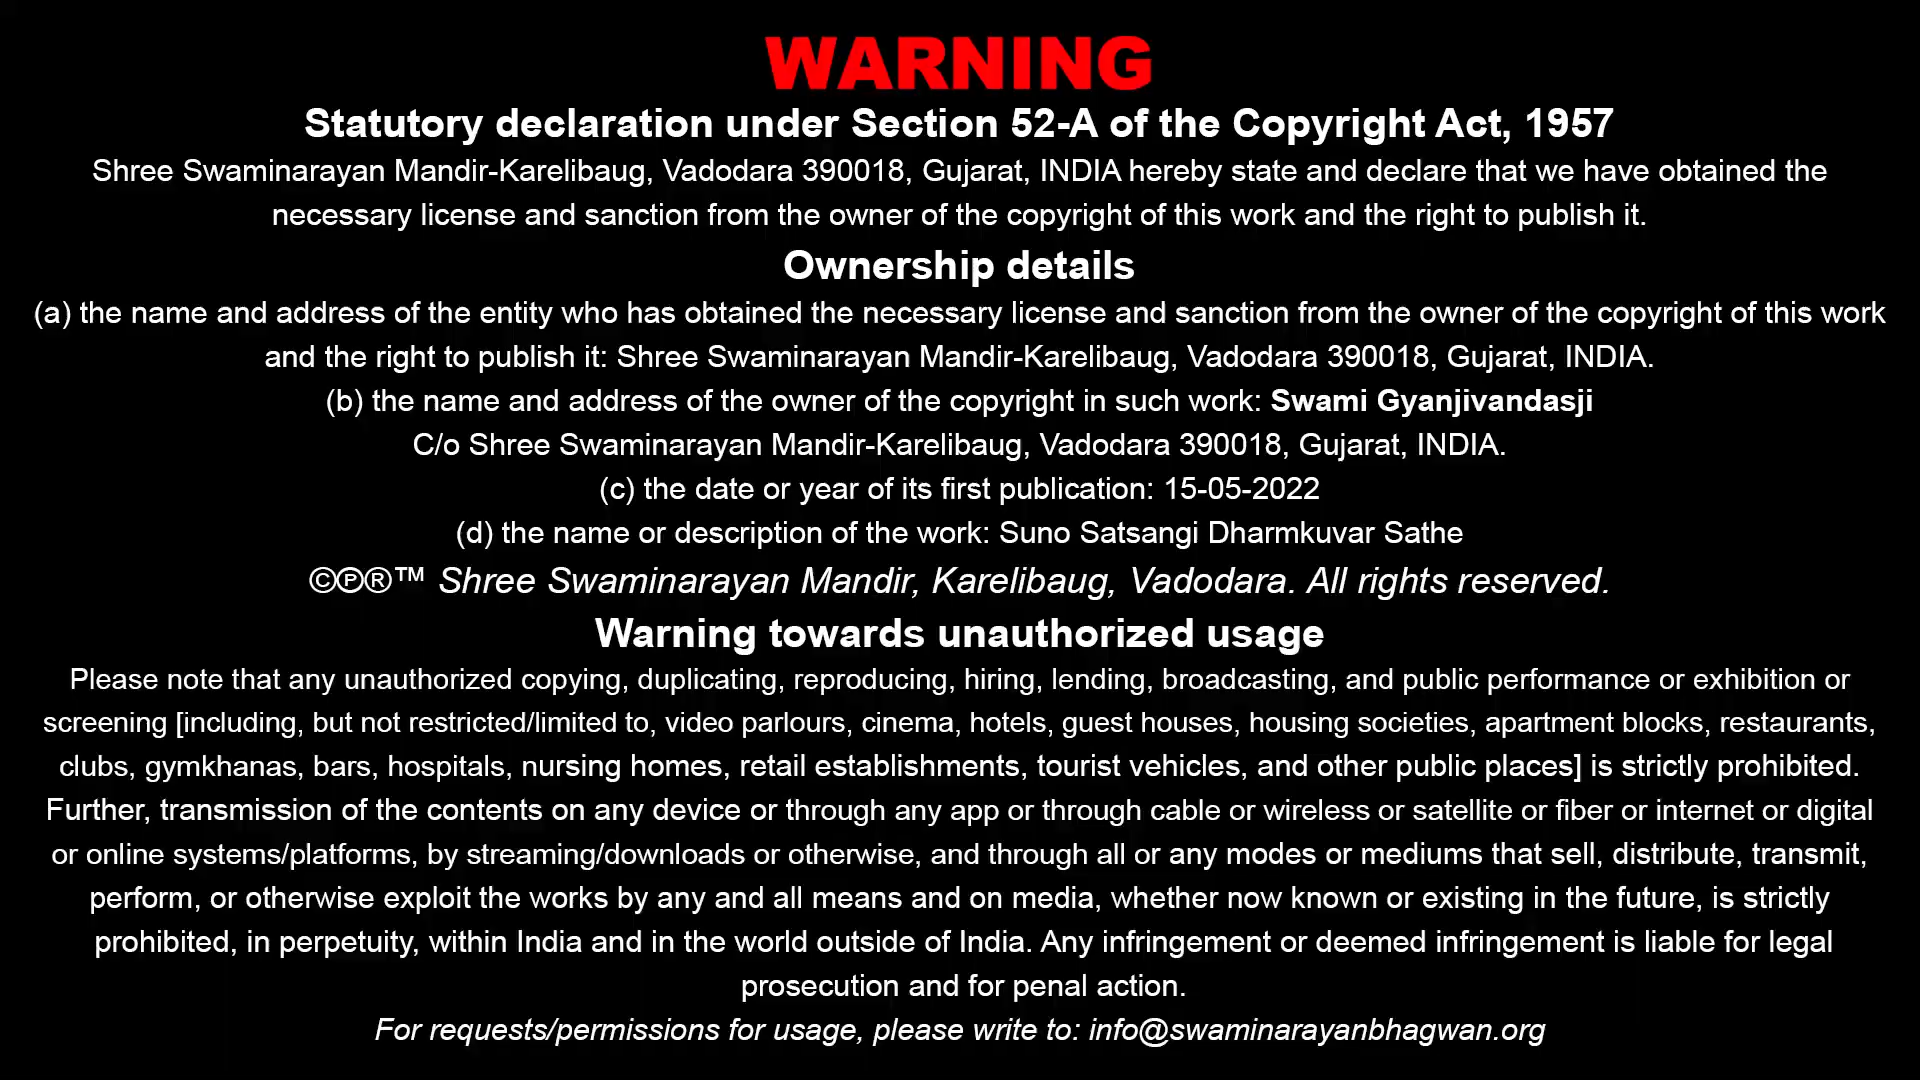 WARNING
Statutory declaration under Section 52-A of the Copyright Act, 1957
Shree Swaminarayan Mandir-Karelibaug, Vadodara 390018, Gujarat, INDIA hereby state and declare that we have obtained the
necessary license and sanction from the owner of the copyright of this work and the right to publish it.
Ownership details
(a) the name and address of the entity who has obtained the necessary license and sanction from the owner of the copyright of this work
and the right to publish it: Shree Swaminarayan Mandir-Karelibaug, Vadodara 390018, Gujarat, INDIA.
(b) the name and address of the owner of the copyright in such work: Swami Gyanjivandasji
C/o Shree Swaminarayan Mandir-Karelibaug, Vadodara 390018, Gujarat, INDIA.
(c) the date or year of its first publication: 15-05-2022
(d) the name or description of the work: Suno Satsangi Dharmkuvar Sathe
©℗®™ Shree Swaminarayan Mandir, Karelibaug, Vadodara. All rights reserved.
Warning towards unauthorized usage
Please note that any unauthorized copying, duplicating, reproducing, hiring, lending, broadcasting, and public performance or exhibition or
screening [including, but not restricted/limited to, video parlours, cinema, hotels, guest houses, housing societies, apartment blocks, restaurants,
clubs, gymkhanas, bars, hospitals, nursing homes, retail establishments, tourist vehicles, and other public places] is strictly prohibited.
Further, transmission of the contents on any device or through any app or through cable or wireless or satellite or fiber or internet or digital
or online systems/platforms, by streaming/downloads or otherwise, and through all or any modes or mediums that sell, distribute, transmit,
perform, or otherwise exploit the works by any and all means and on media, whether now known or existing in the future, is strictly
prohibited, in perpetuity, within India and in the world outside of India. Any infringement or deemed infringement is liable for legal
prosecution and for penal action.
For requests/permissions for usage, please write to: info@swaminarayanbhagwan.org